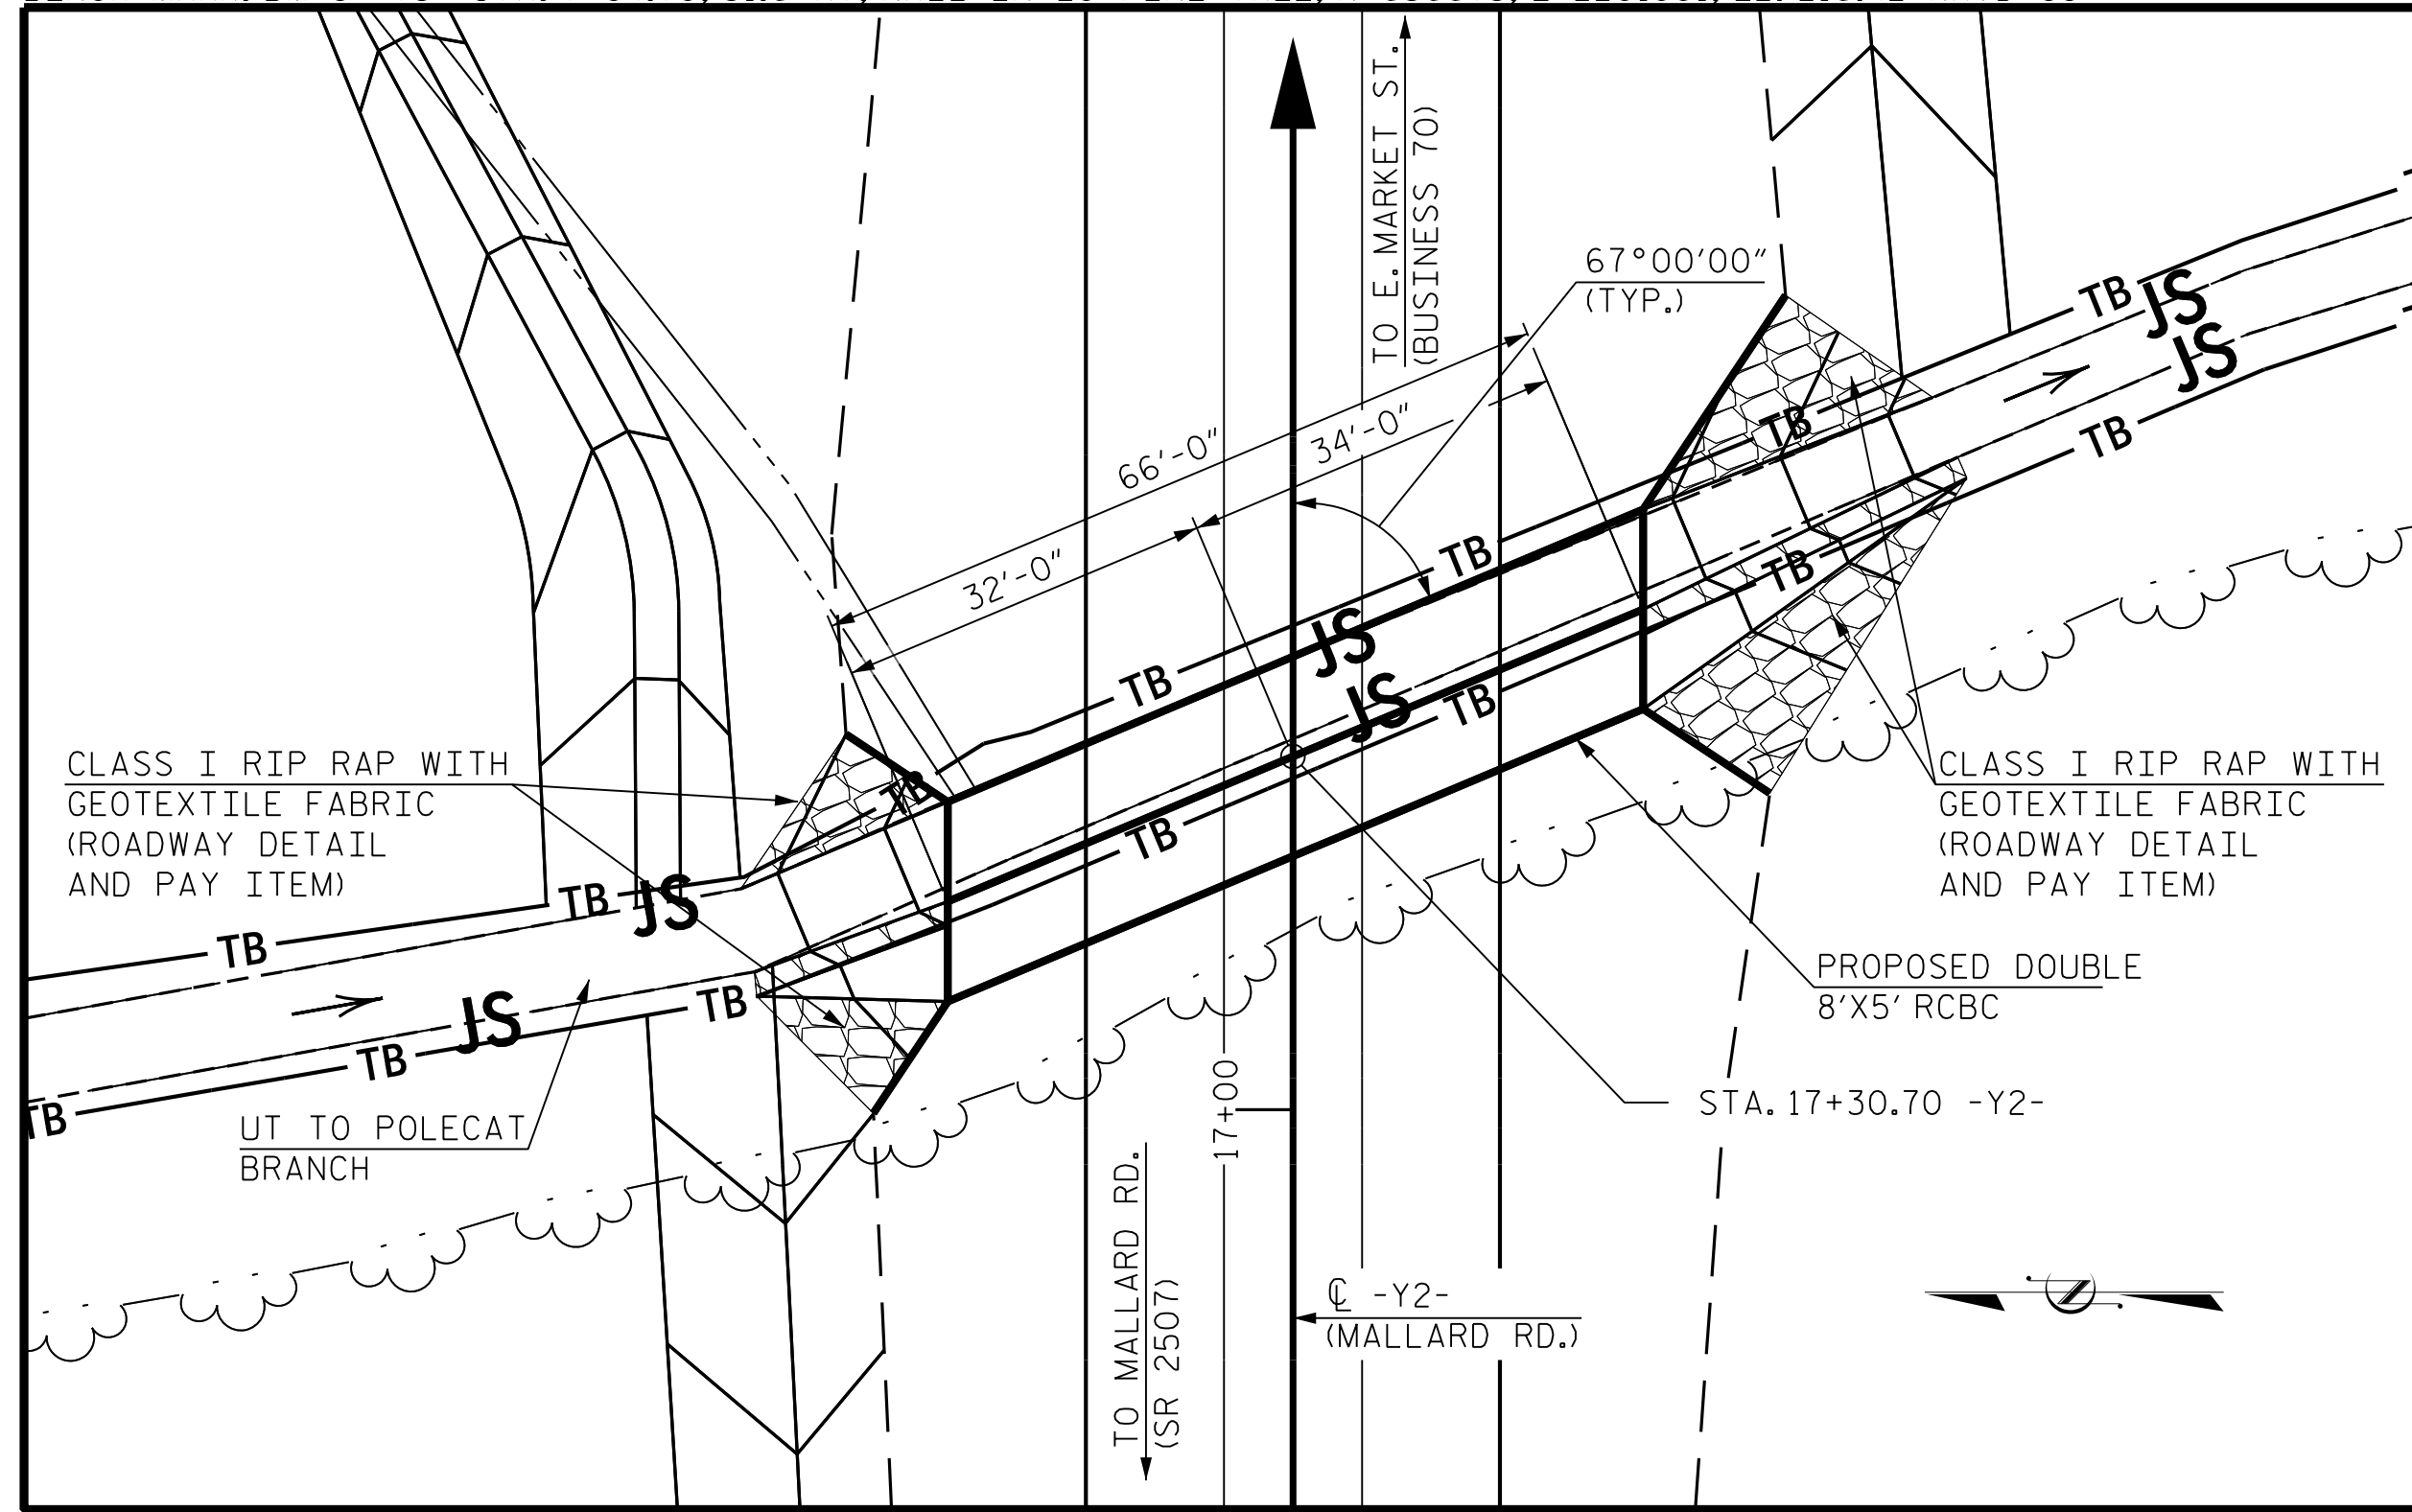 TO E. MARKET ST.
(BUSINESS 70)
67°00'00"
(TYP.)
TB
JS
TB
JS
TB
TB
66'-0"
34'-0"
32'-0"
TB
TB
JS
TB
JS
TB
TB
TB
CLASS I RIP RAP WITH
GEOTEXTILE FABRIC
(ROADWAY DETAIL
AND PAY ITEM)
CLASS I RIP RAP WITH
GEOTEXTILE FABRIC
(ROADWAY DETAIL
AND PAY ITEM)
TB
JS
TB
TB
JS
TB
TB
PROPOSED DOUBLE
8'X5' RCBC
UT TO POLECAT
BRANCH
17+00
STA. 17+30.70 -Y2-
TO MALLARD RD.
(SR 2507)
℄ -Y2-
(MALLARD RD.)